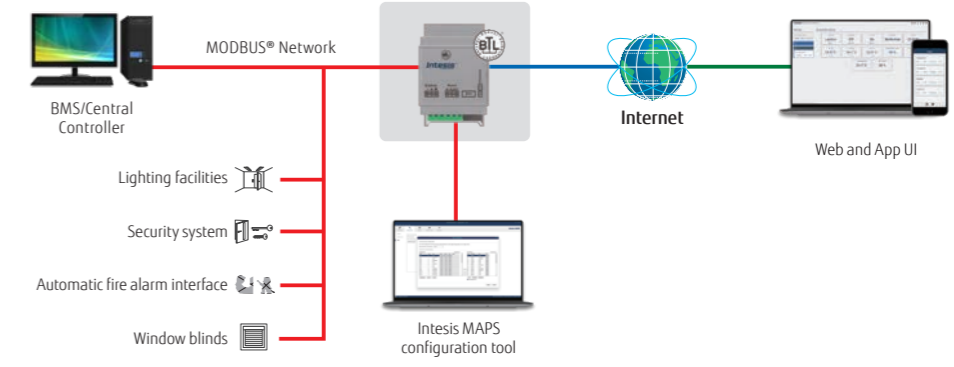 MODBUS® Network
BTL
Intesis
BMS/Central
Controller
Internet
Web and App UI
Lighting facilities
Security system
Automatic fire alarm interface
Window blinds
Intesis MAPS
configuration tool